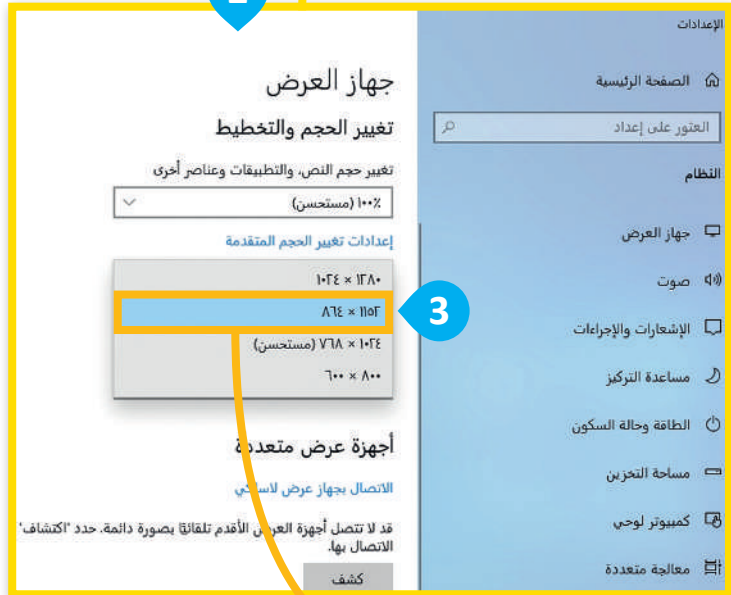 الإعدادات
الصفحة الرئيسية
العثور على إعداد
النظام
جهاز العرض
صوت
الإشعارات والإجراءات
مساعدة التركيز
الطاقة وحالة السكون
مساحة التخزين
كمبيوتر لوحي
معالجة متعددة
جهاز العرض
تغيير الحجم والتخطيط
تغيير حجم النص، والتطبيقات وعناصر أخرى
١٠٠٪ (مستحسن)
إعدادات تغيير الحجم المتقدمة
١٢٨٠ × ١٠٢٤
١١٥٢ × ٨٦٤
3
١٠٢٤ × ٧٦٨ (مستحسن)
٨٠٠ × ٦٠٠
أجهزة عرض متعددة
الاتصال بجهاز عرض لاسلكي
قد لا تتصل أجهزة العرض الأقدم تلقائيًا بصورة دائمة. حدد "اكتشاف"
الاتصال بها.
كشف